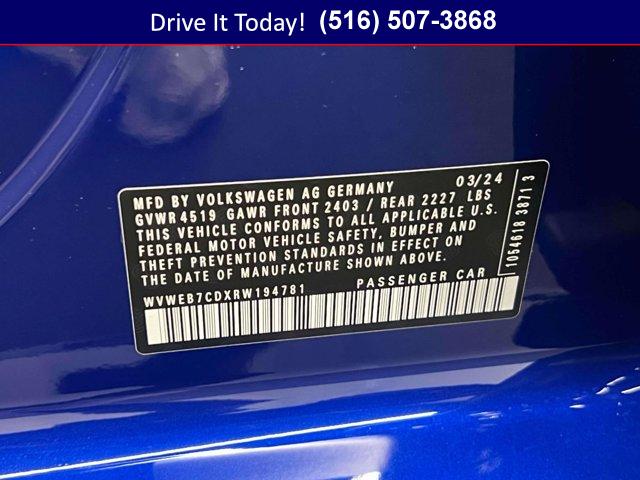 Drive It Today! (516) 507-3868
MFD BY VOLKSWAGEN AG GERMANY 03/24
GVWR 4519 GAWR FRONT 2403 / REAR 2227 LBS
THIS VEHICLE CONFORMS TO ALL APPLICABLE U.S.
FEDERAL MOTOR VEHICLE SAFETY, BUMPER AND
THEFT PREVENTION STANDARDS IN EFFECT ON
THE DATE OF MANUFACTURE SHOWN ABOVE.
WVWEB7CDXRW194781 PASSENGER CAR
1054618 3871 3